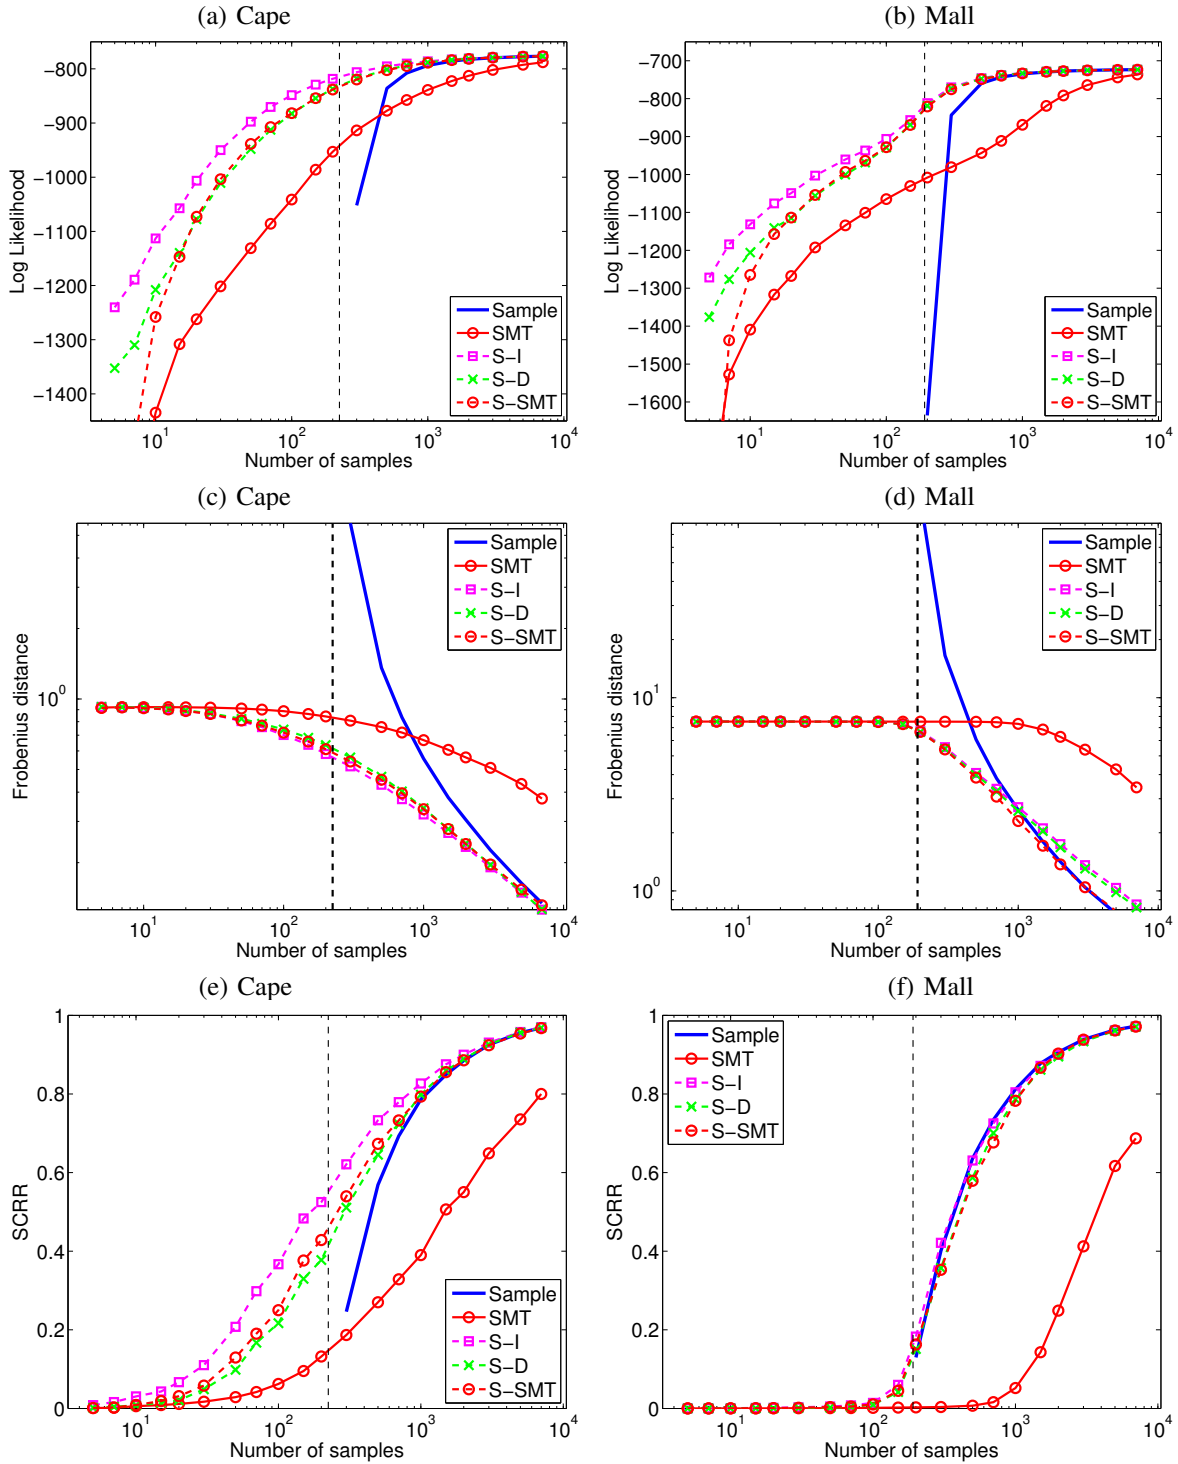 (a) Cape
−800
−900
−1000
−1100
−1200
−1300
−1400
Log Likelihood
10^1
10^2
10^3
10^4
Number of samples
Sample
SMT
S−I
S−D
S−SMT
(b) Mall
−700
−800
−900
−1000
−1100
−1200
−1300
−1400
−1500
−1600
Log Likelihood
10^1
10^2
10^3
10^4
Number of samples
Sample
SMT
S−I
S−D
S−SMT
(c) Cape
10^0
Frobenius distance
10^1
10^2
10^3
10^4
Number of samples
Sample
SMT
S−I
S−D
S−SMT
(d) Mall
10^1
10^0
Frobenius distance
10^1
10^2
10^3
10^4
Number of samples
Sample
SMT
S−I
S−D
S−SMT
(e) Cape
1
0.8
0.6
0.4
0.2
0
SCRR
10^1
10^2
10^3
10^4
Number of samples
Sample
SMT
S−I
S−D
S−SMT
(f) Mall
1
0.8
0.6
0.4
0.2
0
SCRR
10^1
10^2
10^3
10^4
Number of samples
Sample
SMT
S−I
S−D
S−SMT